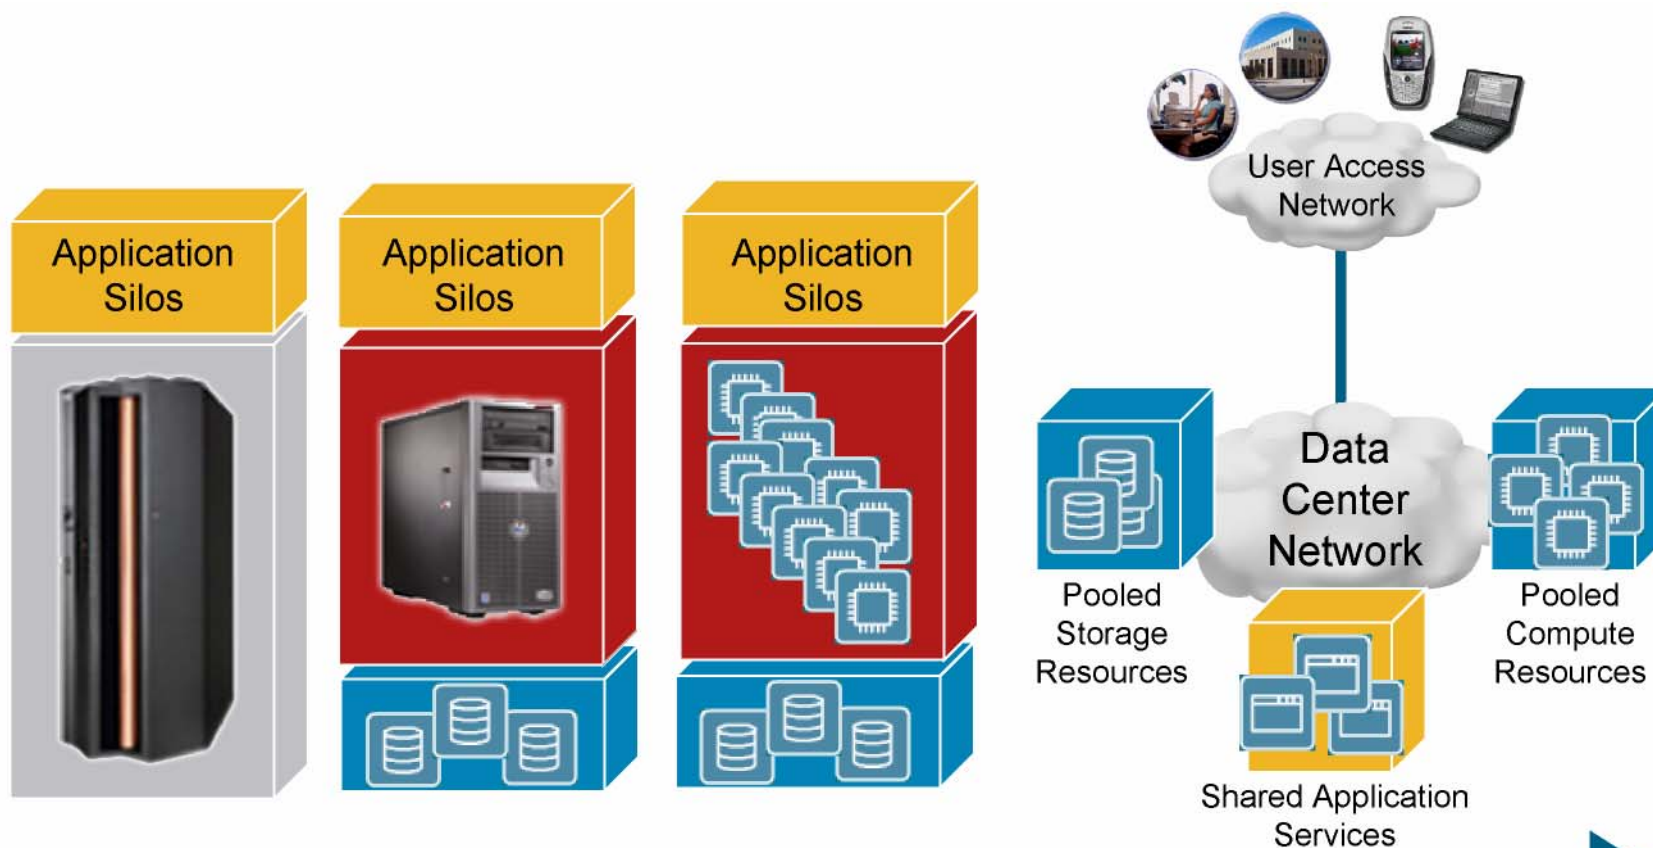 Application
Silos
Application
Silos
Application
Silos
User Access
Network
Data
Center
Network
Pooled
Storage
Resources
Pooled
Compute
Resources
Shared Application
Services